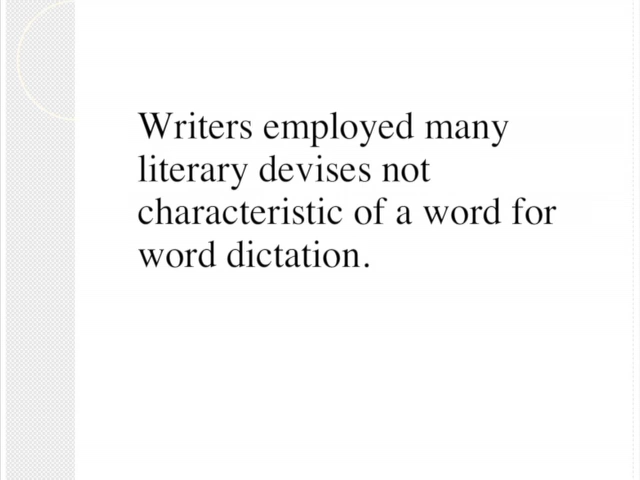 Writers employed many
literary devises not
characteristic of a word for
word dictation.